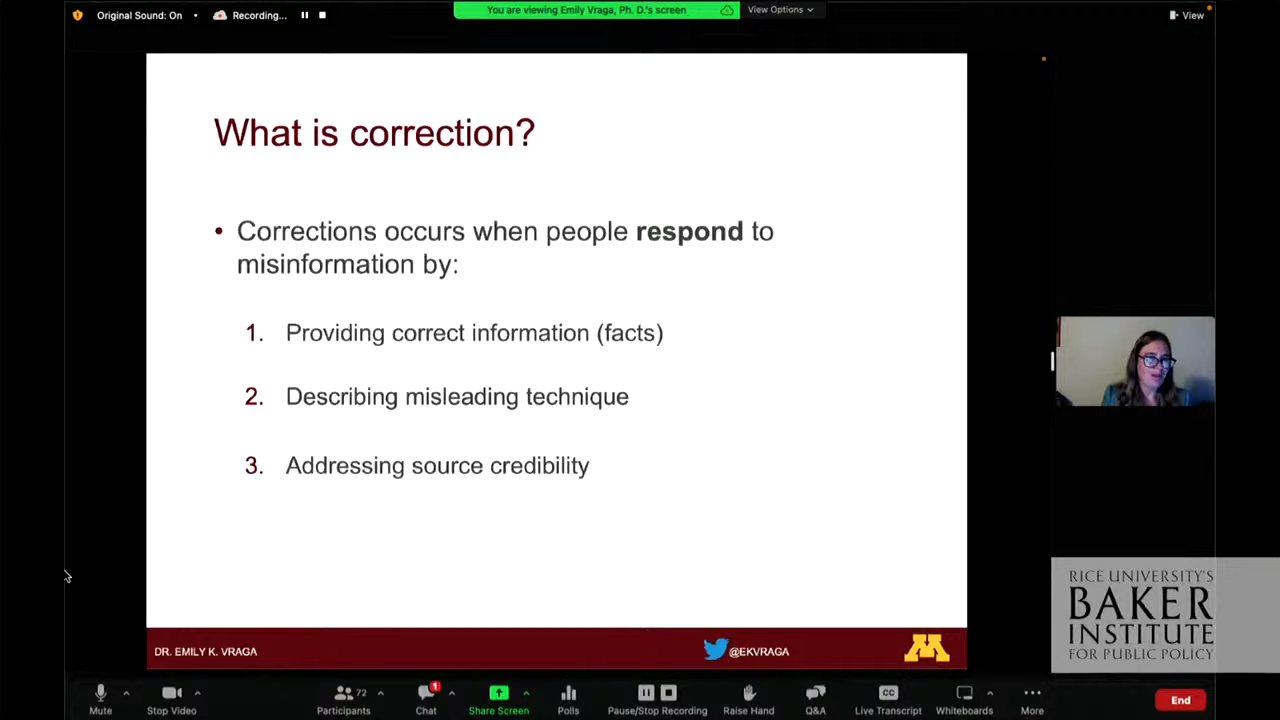 Original Sound: On
Recording...
You are viewing Emily Vraga, Ph. D.'s screen
View Options
View
What is correction?
• Corrections occurs when people respond to
misinformation by:
1. Providing correct information (facts)
2. Describing misleading technique
3. Addressing source credibility
DR. EMILY K. VRAGA
@EKVRAGA
M
RICE UNIVERSITY'S
BAKER
INSTITUTE
FOR PUBLIC POLICY
Mute
Stop Video
72
Participants
1
Chat
Share Screen
Polls
Pause/Stop Recording
Raise Hand
Q&A
CC
Live Transcript
Whiteboards
More
End